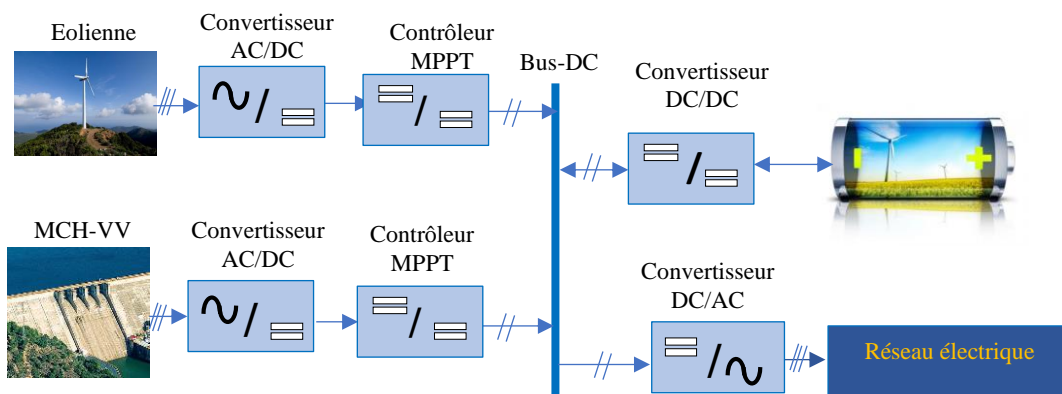 Eolienne
Convertisseur
AC/DC
Contrôleur
MPPT
Bus-DC
Convertisseur
DC/DC
MCH-VV
Convertisseur
AC/DC
Contrôleur
MPPT
Convertisseur
DC/AC
Réseau électrique